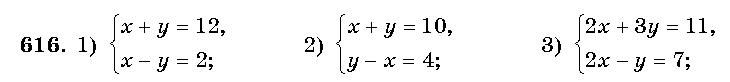 616. 1) { x + y = 12, 2) { x + y = 10, 3) { 2x + 3y = 11,
x − y = 2; y − x = 4; 2x − y = 7;